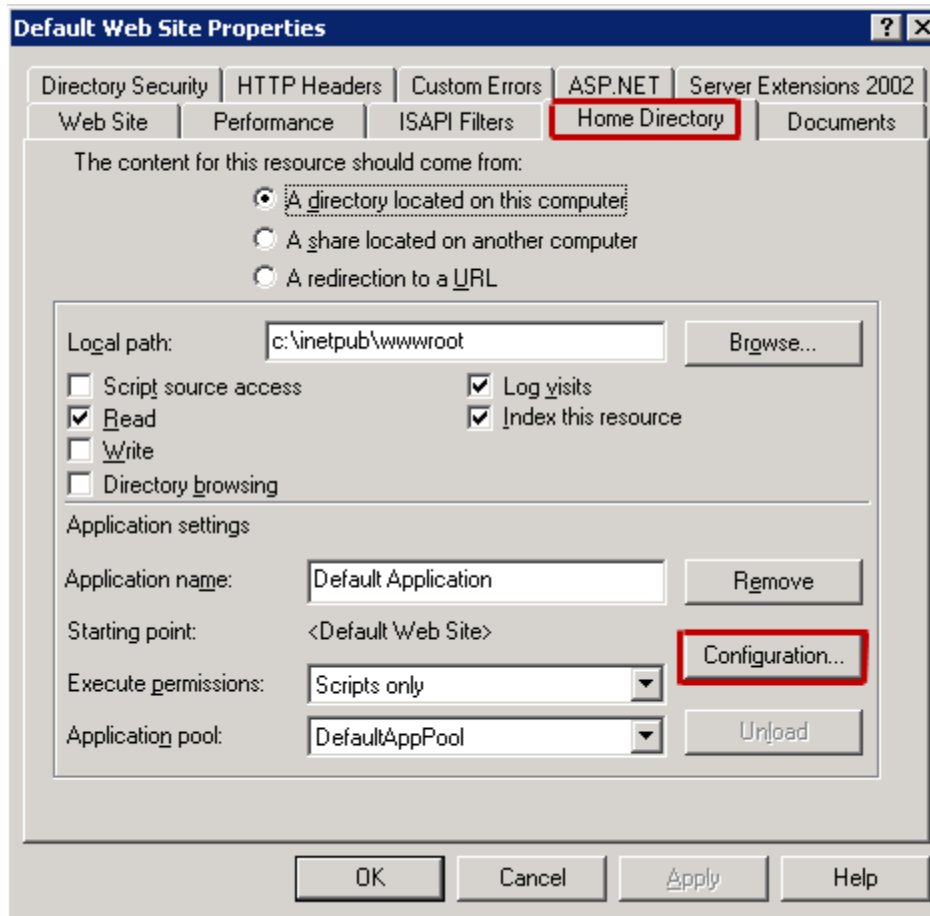 Default Web Site Properties
Directory Security HTTP Headers Custom Errors ASP.NET Server Extensions 2002
Web Site Performance ISAPI Filters Home Directory Documents
The content for this resource should come from:
A directory located on this computer
A share located on another computer
A redirection to a URL
Local path: c:\inetpub\wwwroot Browse...
Script source access Log visits
Read Index this resource
Write
Directory browsing
Application settings
Application name: Default Application Remove
Starting point: <Default Web Site>
Configuration...
Execute permissions: Scripts only
Application pool: DefaultAppPool Unload
OK Cancel Apply Help